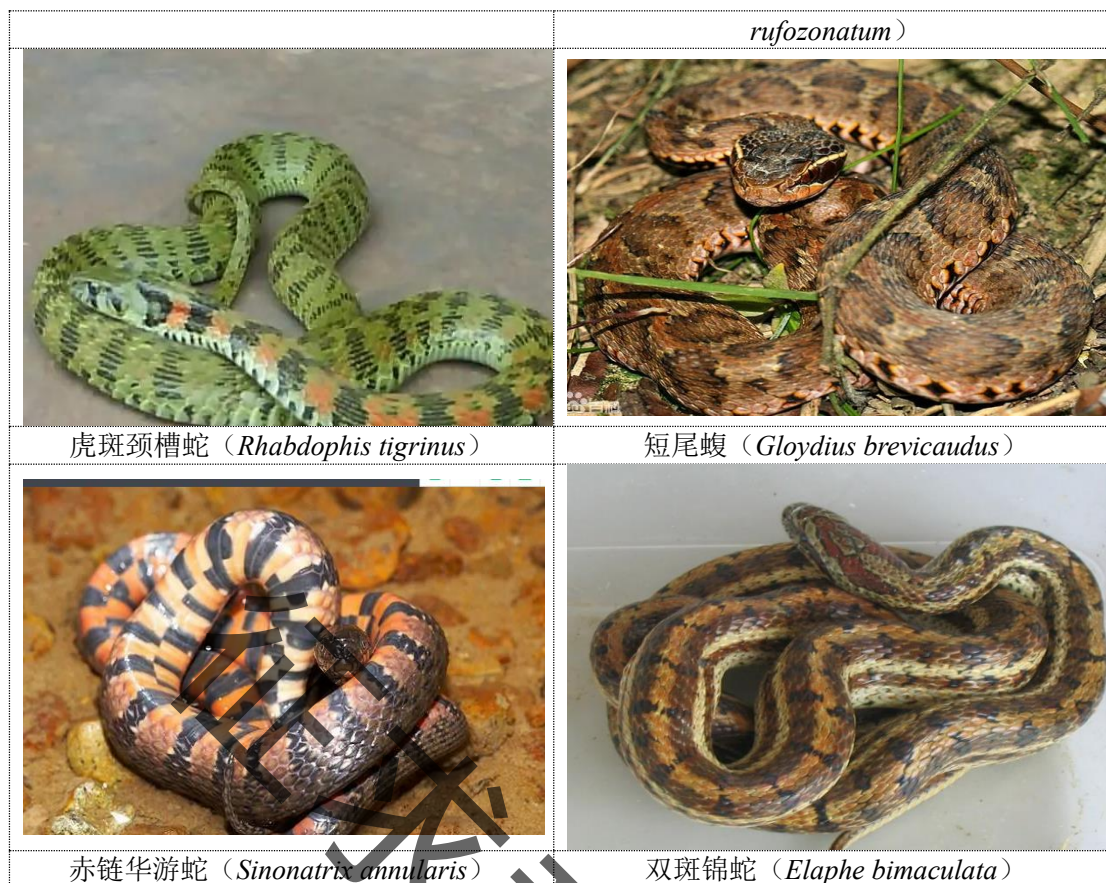 rufozonatum）
虎斑颈槽蛇（Rhabdophis tigrinus）
短尾蝮（Gloydius brevicaudus）
赤链华游蛇（Sinonatrix annularis）
双斑锦蛇（Elaphe bimaculata）